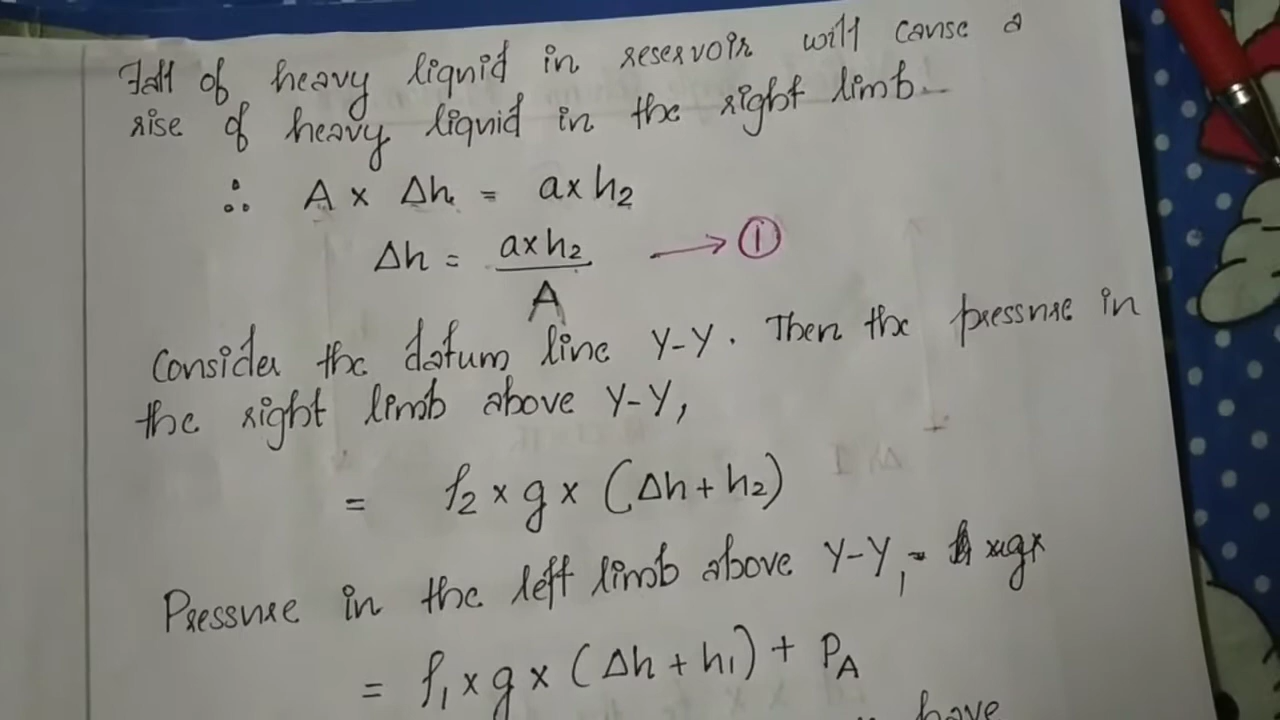 Fall of heavy liquid in reservoir will cause a
rise of heavy liquid in the right limb.
∴ A × Δh = a × h₂
Δh = a × h₂ / A → ①
Consider the datum line Y-Y. Then the pressure in
the right limb above Y-Y,
= ρ₂ × g × (Δh + h₂)
Pressure in the left limb above Y-Y,
= ρ₁ × g × (Δh + h₁) + P_A
have